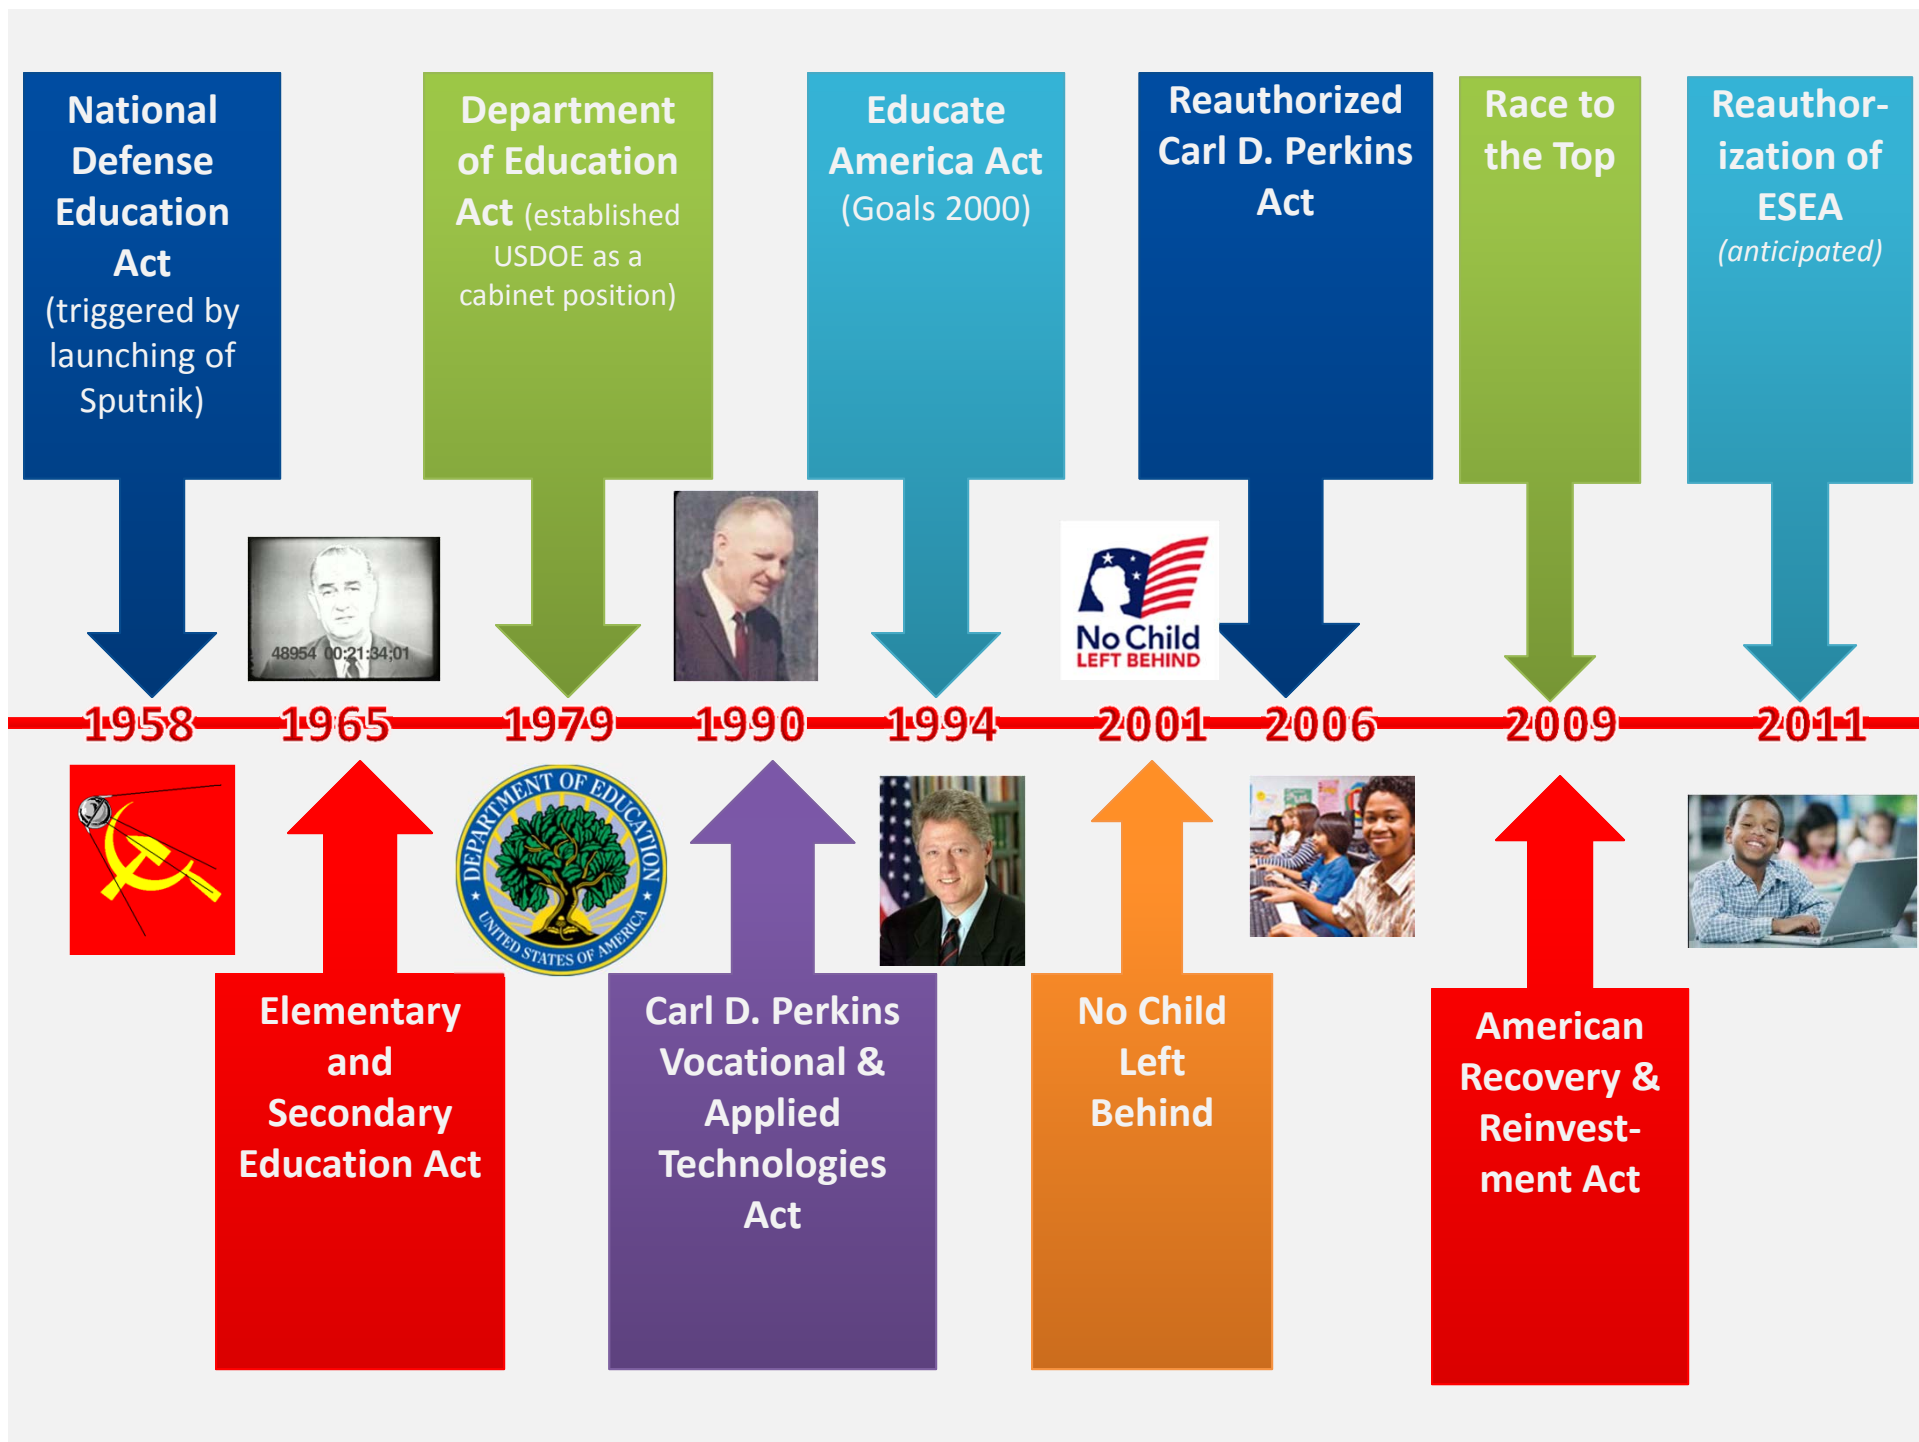 National
Defense
Education
Act
(triggered by
launching of
Sputnik)
Department
of Education
Act (established
USDOE as a
cabinet position)
Educate
America Act
(Goals 2000)
Reauthorized
Carl D. Perkins
Act
Race to
the Top
Reauthor-
ization of
ESEA
(anticipated)
48954 00:21:34;01
No Child
LEFT BEHIND
1958 1965 1979 1990 1994 2001 2006 2009 2011
DEPARTMENT OF EDUCATION
UNITED STATES OF AMERICA
Elementary
and
Secondary
Education Act
Carl D. Perkins
Vocational &
Applied
Technologies
Act
No Child
Left
Behind
American
Recovery &
Reinvest-
ment Act